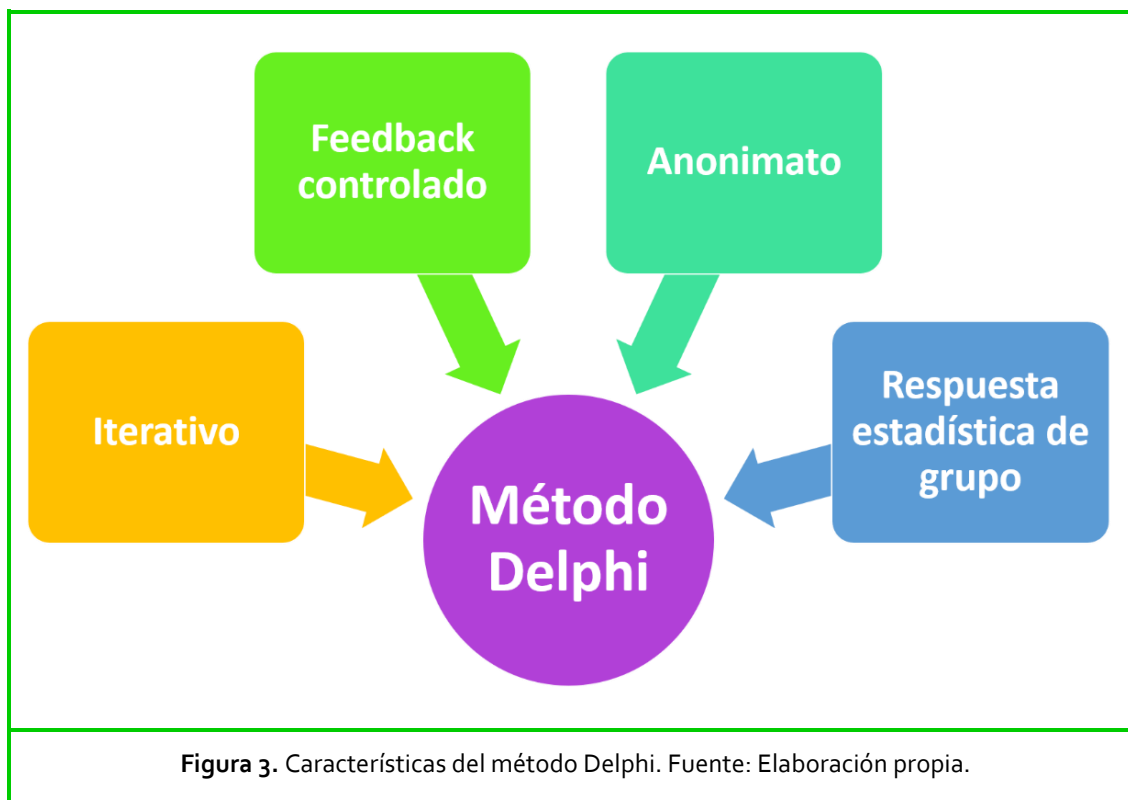 Feedback
controlado
Anonimato
Iterativo
Respuesta
estadística de
grupo
Método
Delphi
Figura 3. Características del método Delphi. Fuente: Elaboración propia.